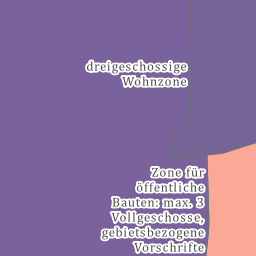 dreigeschossige
Wohnzone
Zone für
öffentliche
Bauten: max. 3
Vollgeschosse,
gebietsbezogene
Vorschrifte